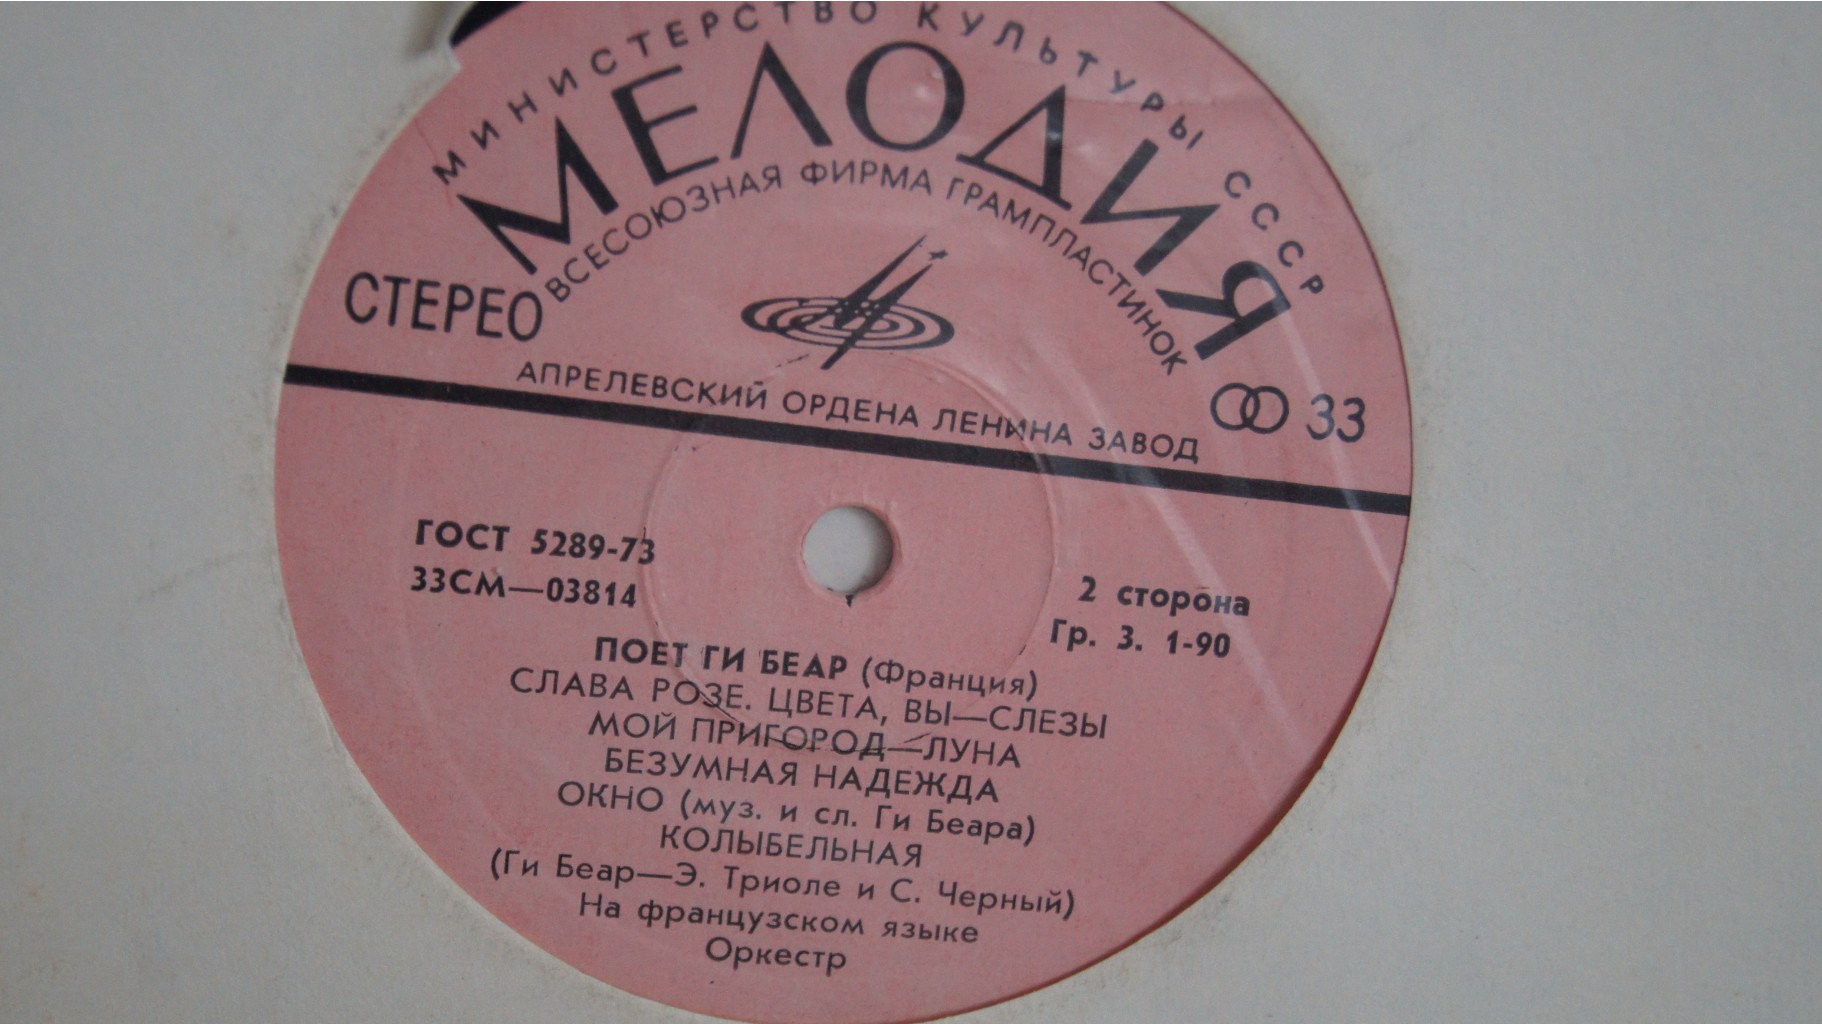 МИНИСТЕРСТВО КУЛЬТУРЫ СССР
МЕЛОДИЯ
ВСЕСОЮЗНАЯ ФИРМА ГРАМПЛАСТИНОК
СТЕРЕО
33
АПРЕЛЕВСКИЙ ОРДЕНА ЛЕНИНА ЗАВОД
ГОСТ 5289-73
33СМ—03814
2 сторона
Гр. 3. 1-90
ПОЕТ ГИ БЕАР (Франция)
СЛАВА РОЗЕ. ЦВЕТА, ВЫ—СЛЕЗЫ
МОЙ ПРИГОРОД—ЛУНА
БЕЗУМНАЯ НАДЕЖДА
ОКНО (муз. и сл. Ги Беара)
КОЛЫБЕЛЬНАЯ
(Ги Беар—Э. Триоле и С. Черный)
На французском языке
Оркестр